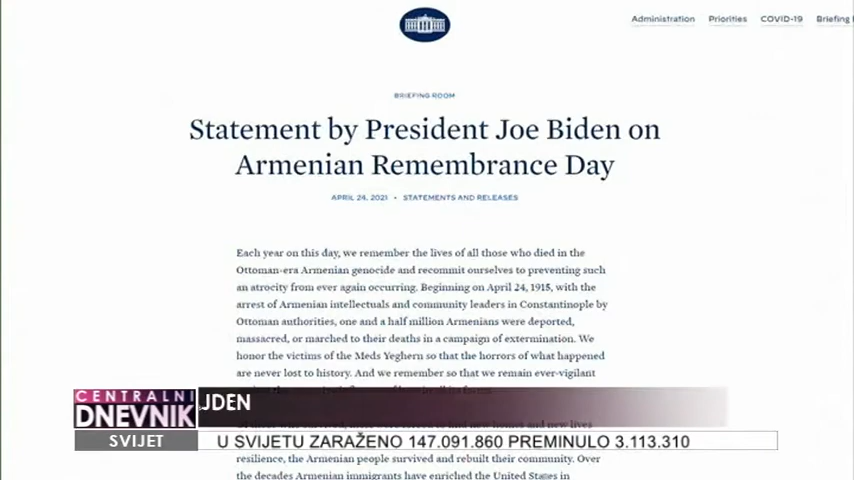 Administration Priorities COVID-19 Briefing
BRIEFING ROOM
Statement by President Joe Biden on
Armenian Remembrance Day
APRIL 24, 2021 • STATEMENTS AND RELEASES
Each year on this day, we remember the lives of all those who died in the
Ottoman-era Armenian genocide and recommit ourselves to preventing such
an atrocity from ever again occurring. Beginning on April 24, 1915, with the
arrest of Armenian intellectuals and community leaders in Constantinople by
Ottoman authorities, one and a half million Armenians were deported,
massacred, or marched to their deaths in a campaign of extermination. We
honor the victims of the Meds Yeghern so that the horrors of what happened
are never lost to history. And we remember so that we remain ever-vigilant
CENTRALNI
DNEVNIK
JDEN
SVIJET
U SVIJETU ZARAŽENO 147.091.860 PREMINULO 3.113.310
resilience, the Armenian people survived and rebuilt their community. Over
the decades Armenian immigrants have enriched the United States in